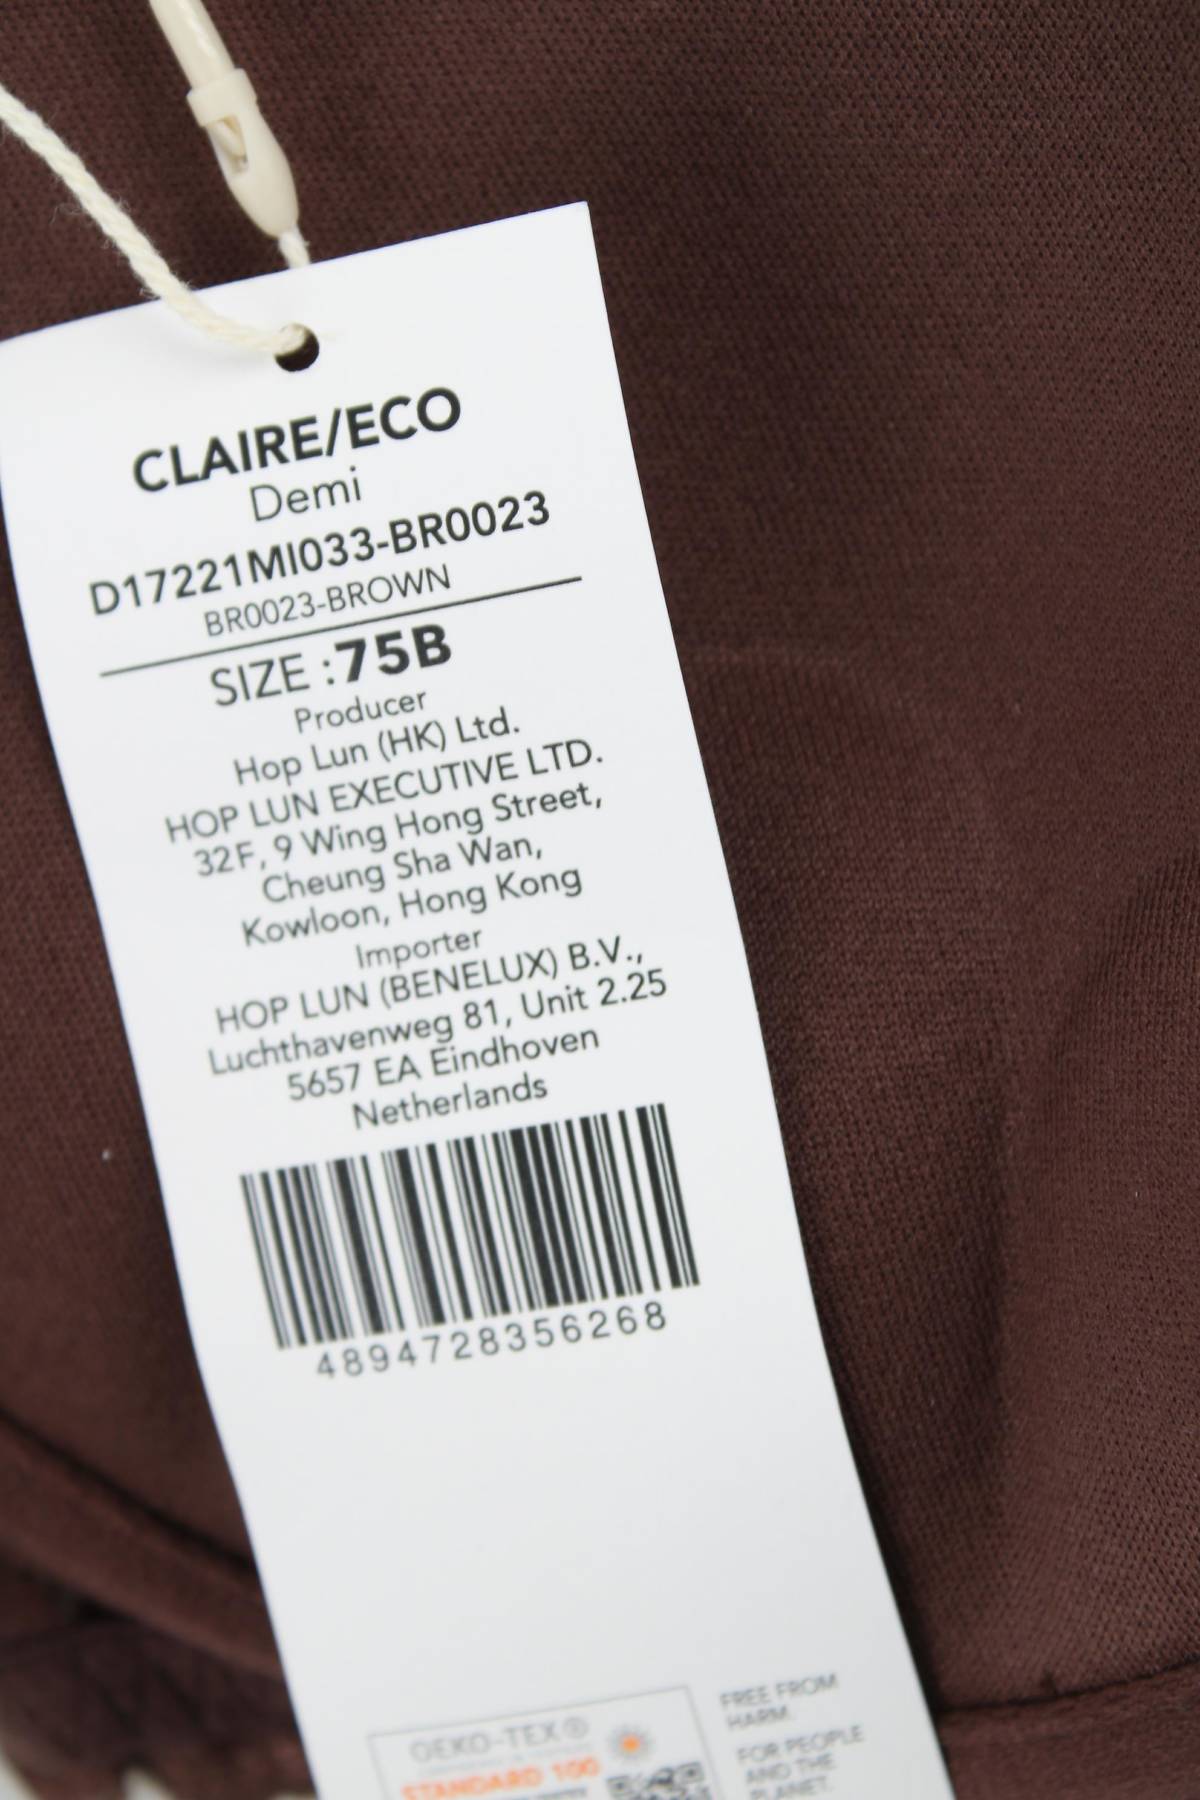 CLAIRE/ECO
Demi
D17221MI033-BR0023
BR0023-BROWN
SIZE :75B
Producer
Hop Lun (HK) Ltd.
HOP LUN EXECUTIVE LTD.
32F, 9 Wing Hong Street,
Cheung Sha Wan,
Kowloon, Hong Kong
Importer
HOP LUN (BENELUX) B.V.,
Luchthavenweg 81, Unit 2.25
5657 EA Eindhoven
Netherlands
4894728356268
OEKO-TEX®
STANDARD 100
FREE FROM
HARM.
FOR PEOPLE
AND THE
PLANET.